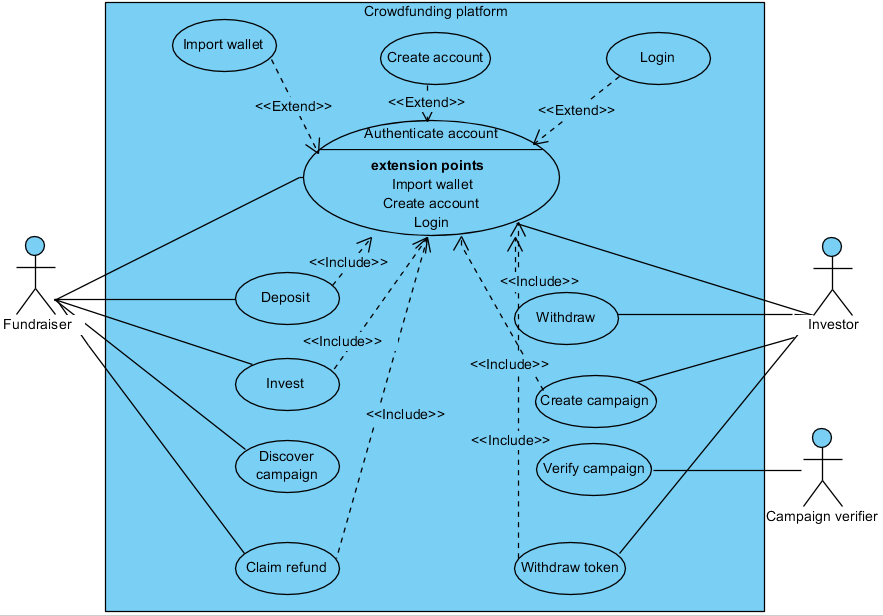 Crowdfunding platform
Import wallet
Create account
Login
<<Extend>>
<<Extend>>
<<Extend>>
Authenticate account
extension points
Import wallet
Create account
Login
<<Include>>
<<Include>>
Deposit
Withdraw
Fundraiser
Investor
<<Include>>
<<Include>>
Invest
Create campaign
<<Include>>
<<Include>>
Discover
campaign
Verify campaign
Campaign verifier
Claim refund
Withdraw token